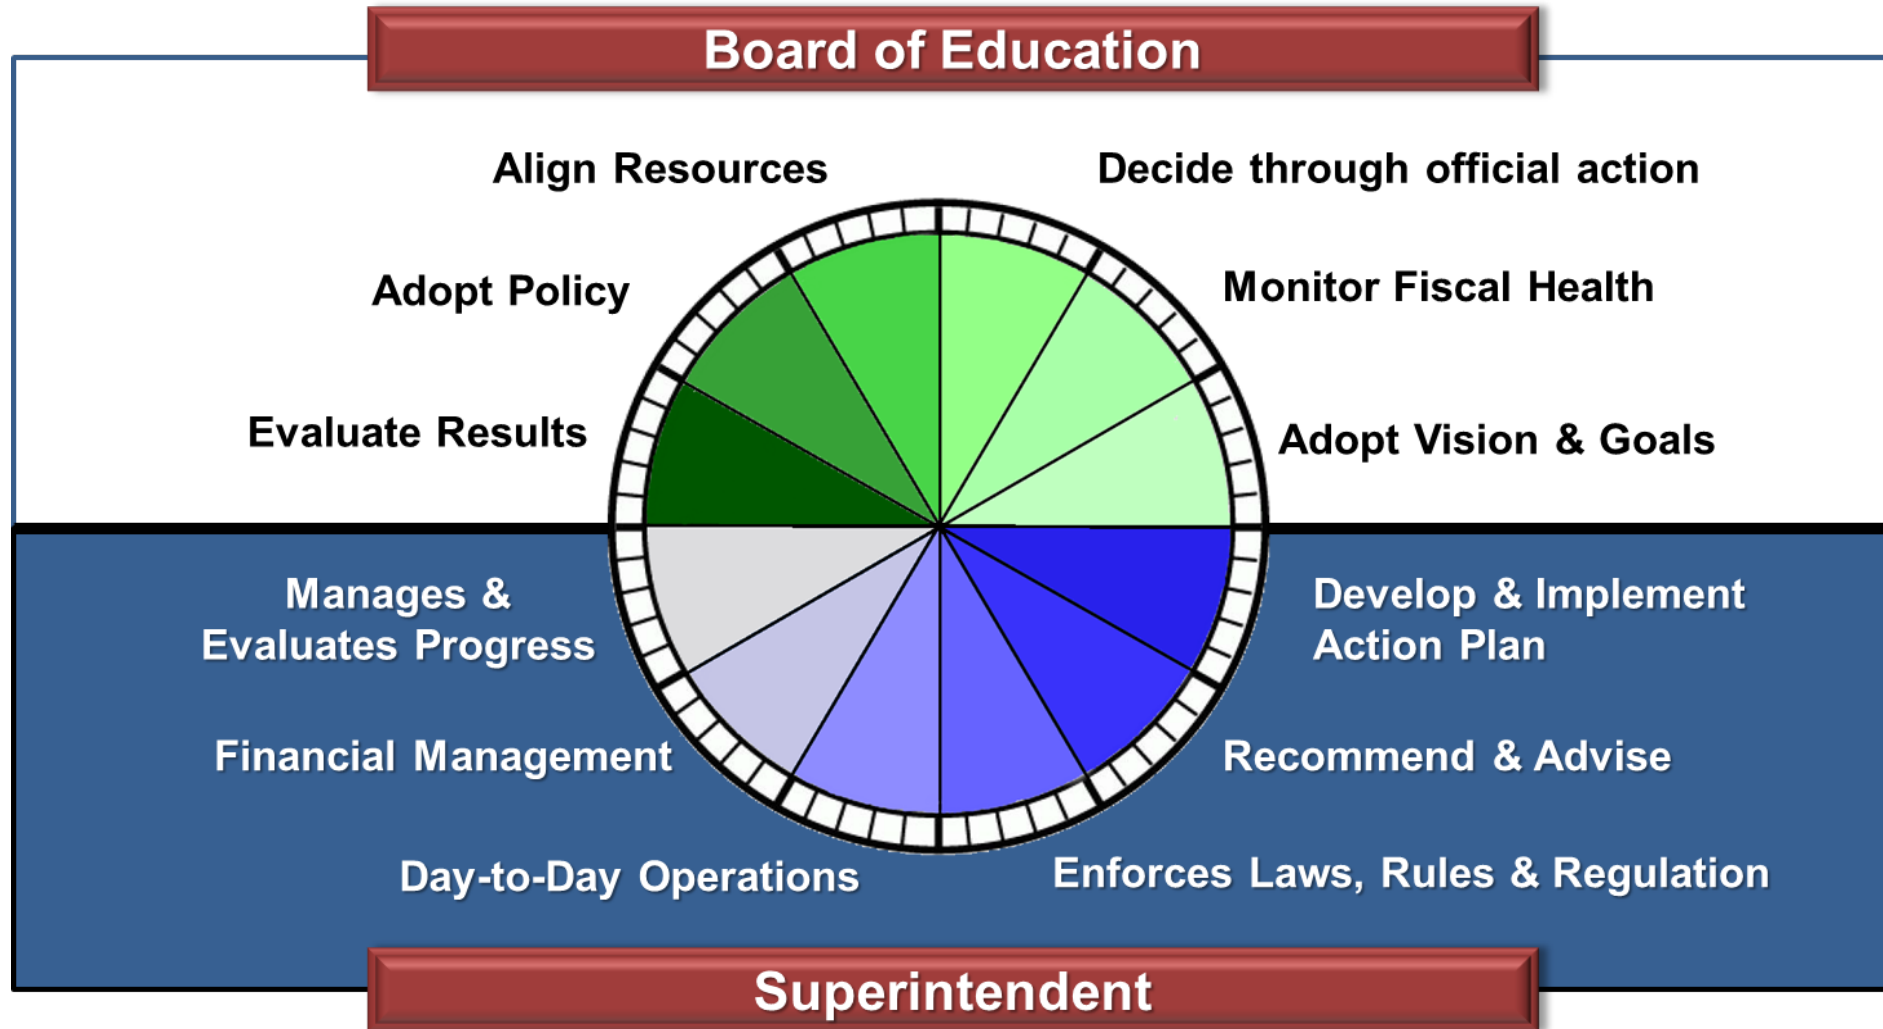 Board of Education
Align Resources
Decide through official action
Adopt Policy
Monitor Fiscal Health
Evaluate Results
Adopt Vision & Goals
Manages &
Evaluates Progress
Develop & Implement
Action Plan
Financial Management
Recommend & Advise
Day-to-Day Operations
Enforces Laws, Rules & Regulation
Superintendent